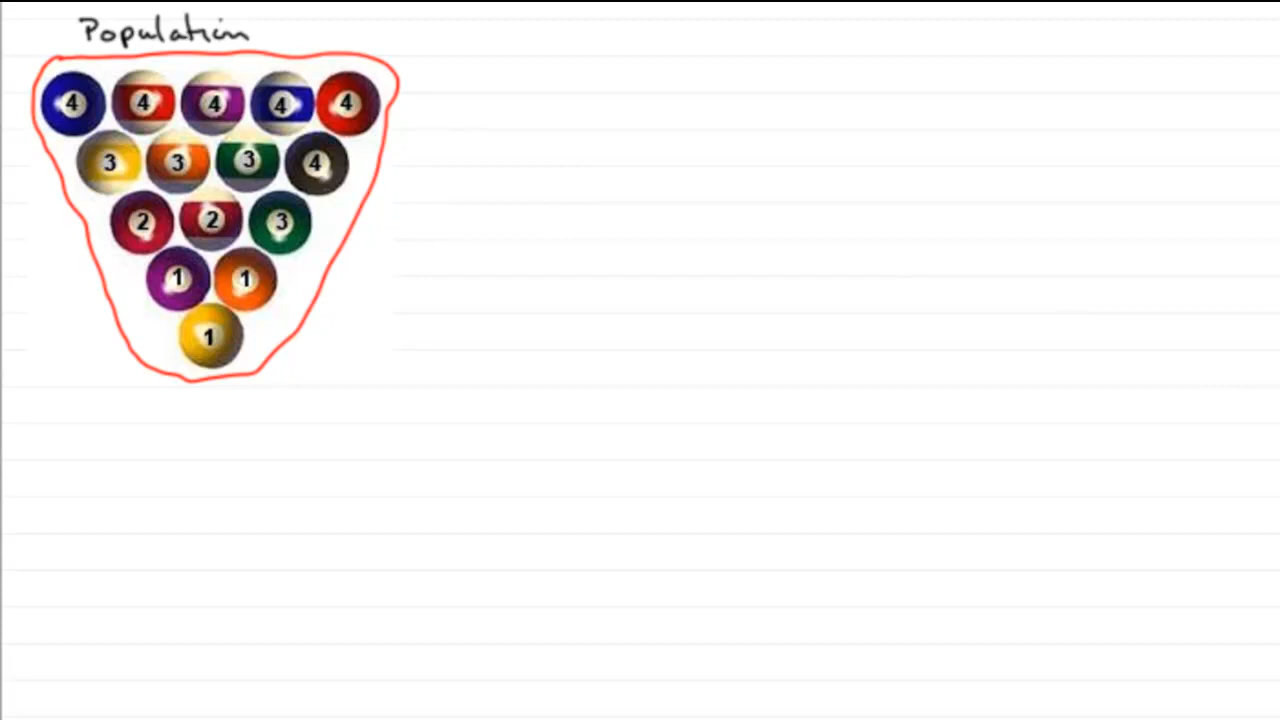 Population
4 4 4 4 4
3 3 3 4
2 2 3
1 1
1